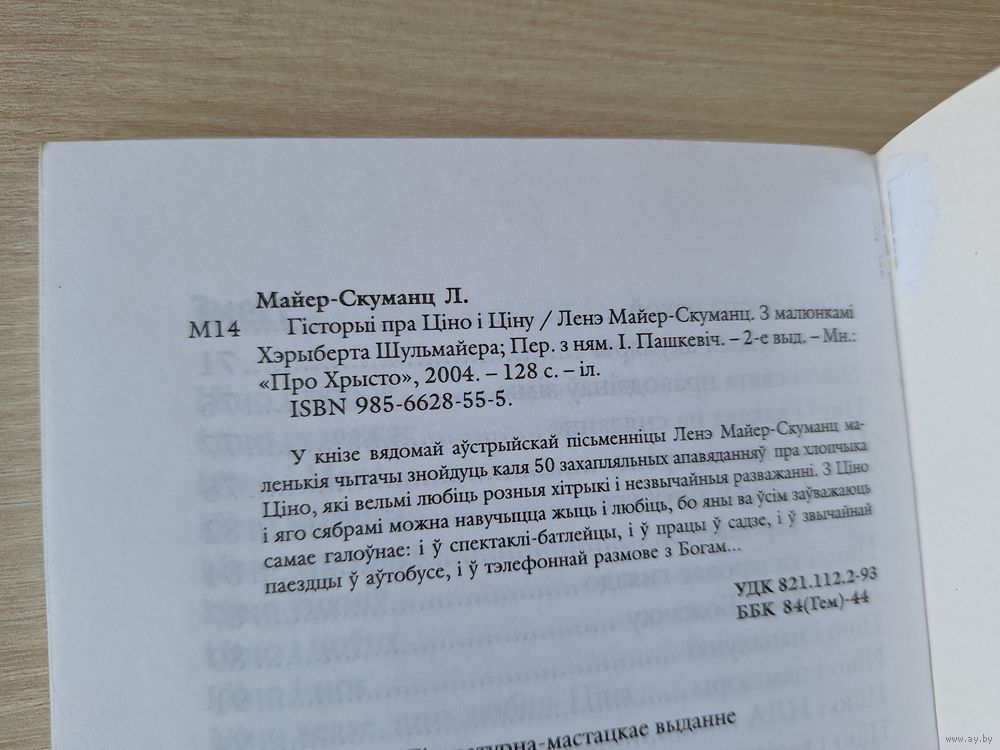 Майер-Скуманц Л.
М14 Гісторыі пра Ціно і Ціну / Ленэ Майер-Скуманц. З малюнкамі
Хэрыберта Шульмайера; Пер. з ням. І. Пашкевіч. – 2-е выд. – Мн.:
«Про Хрысто», 2004. – 128 с. – іл.
ISBN 985-6628-55-5.
У кнізе вядомай аўстрыйскай пісьменніцы Ленэ Майер-Скуманц ма-
ленькія чытачы знойдуць каля 50 захапляльных апавяданняў пра хлопчыка
Ціно, які вельмі любіць розныя хітрыкі і незвычайныя разважанні. З Ціно
і яго сябрамі можна навучыцца жыць і любіць, бо яны ва ўсім заўважаюць
самае галоўнае: і ў спектаклі-батлейцы, і ў працы ў садзе, і ў звычайнай
паездцы ў аўтобусе, і ў тэлефоннай размове з Богам...
УДК 821.112.2-93
ББК 84(Гем)-44
мастацкае выданне
www.ay.by